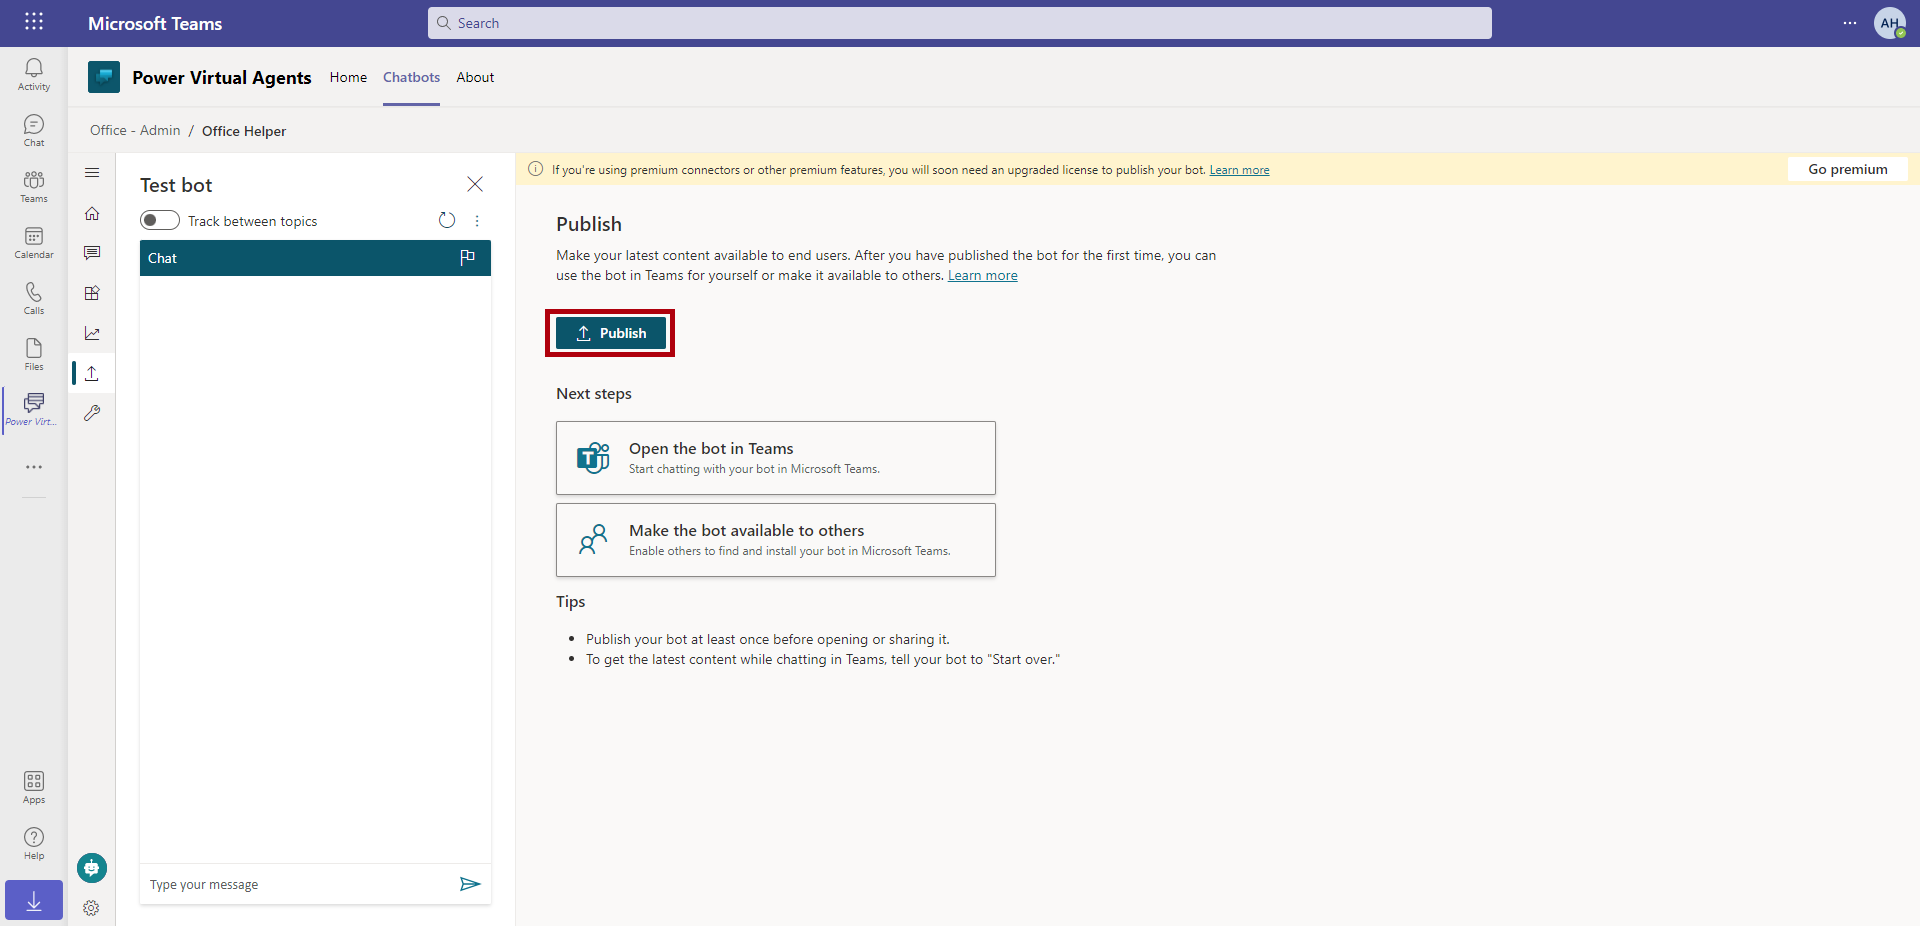 Microsoft Teams
Search
AH
Activity
Chat
Teams
Calendar
Calls
Files
Power Virt...
Apps
Help
Power Virtual Agents
Home
Chatbots
About
Office - Admin / Office Helper
Test bot
Track between topics
Chat
Type your message
If you're using premium connectors or other premium features, you will soon need an upgraded license to publish your bot. Learn more
Go premium
Publish
Make your latest content available to end users. After you have published the bot for the first time, you can
use the bot in Teams for yourself or make it available to others. Learn more
Publish
Next steps
Open the bot in Teams
Start chatting with your bot in Microsoft Teams.
Make the bot available to others
Enable others to find and install your bot in Microsoft Teams.
Tips
• Publish your bot at least once before opening or sharing it.
• To get the latest content while chatting in Teams, tell your bot to "Start over."